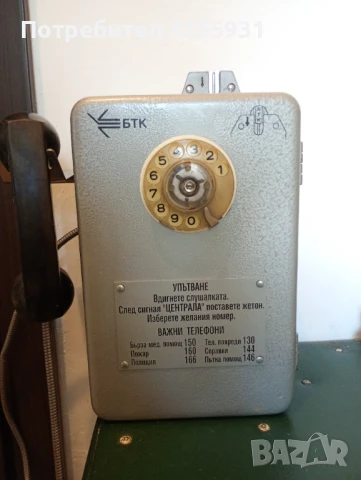 Потребител
5931
БТК
1
2
3
4
5
6
7
8
9
0
УПЪТВАНЕ
Вдигнете слушалката.
След сигнал "ЦЕНТРАЛА" поставете жетон.
Изберете желания номер.
ВАЖНИ ТЕЛЕФОНИ
Бърза мед. помощ 150 Тел. повреди 130
Пожар 160 Справки 144
Полиция 166 Пътна помощ 146
BAZAR